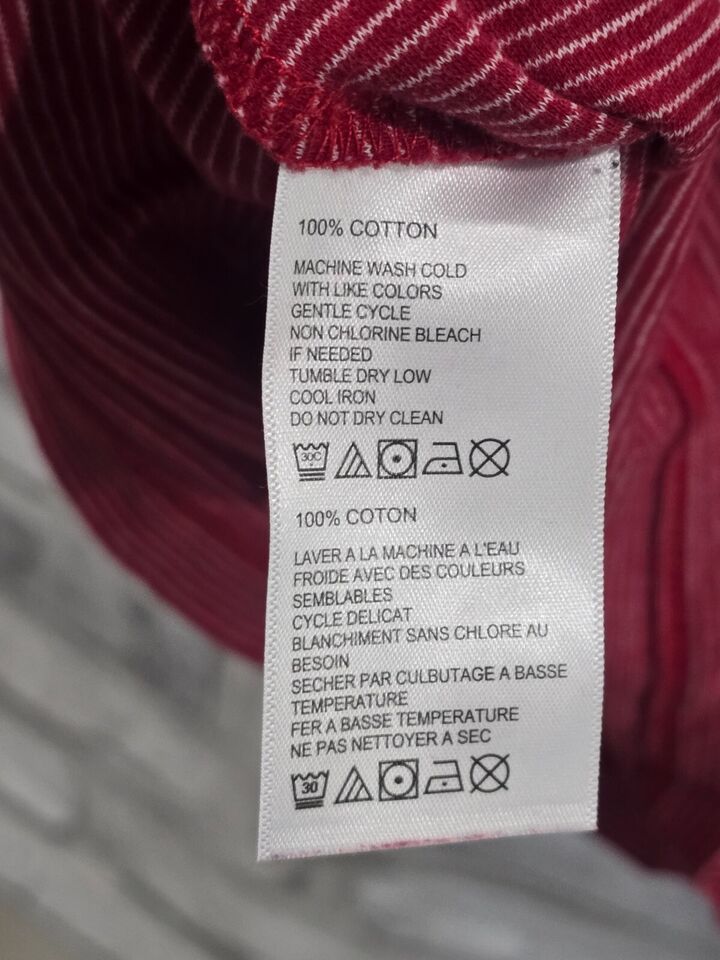 100% COTTON
MACHINE WASH COLD
WITH LIKE COLORS
GENTLE CYCLE
NON CHLORINE BLEACH
IF NEEDED
TUMBLE DRY LOW
COOL IRON
DO NOT DRY CLEAN
30C
100% COTON
LAVER A LA MACHINE A L'EAU
FROIDE AVEC DES COULEURS
SEMBLABLES
CYCLE DELICAT
BLANCHIMENT SANS CHLORE AU
BESOIN
SECHER PAR CULBUTAGE A BASSE
TEMPERATURE
FER A BASSE TEMPERATURE
NE PAS NETTOYER A SEC
30